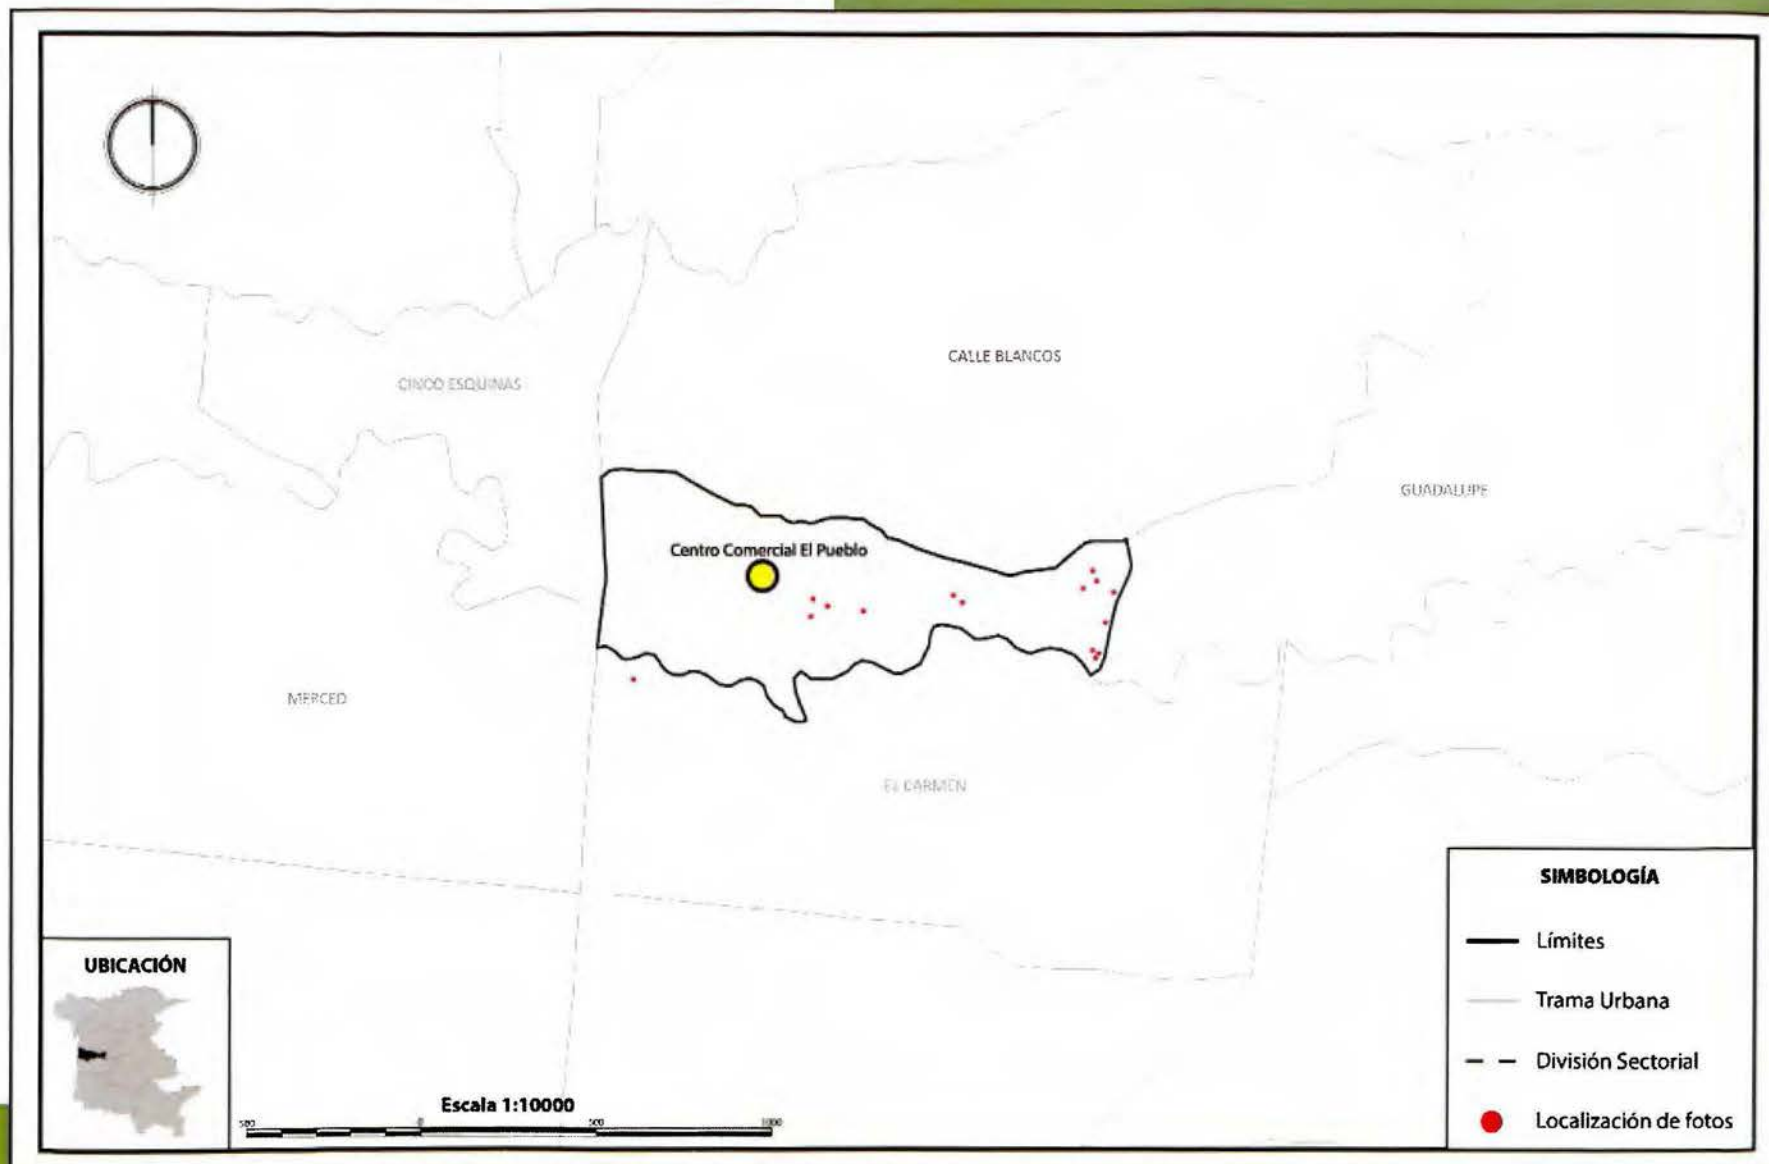 CALLE BLANCOS
CINCO ESQUINAS
GUADALUPE
Centro Comercial El Pueblo
MERCED
EL CARMEN
UBICACIÓN
Escala 1:10000
500 0 500 1000
SIMBOLOGÍA
Límites
Trama Urbana
División Sectorial
Localización de fotos